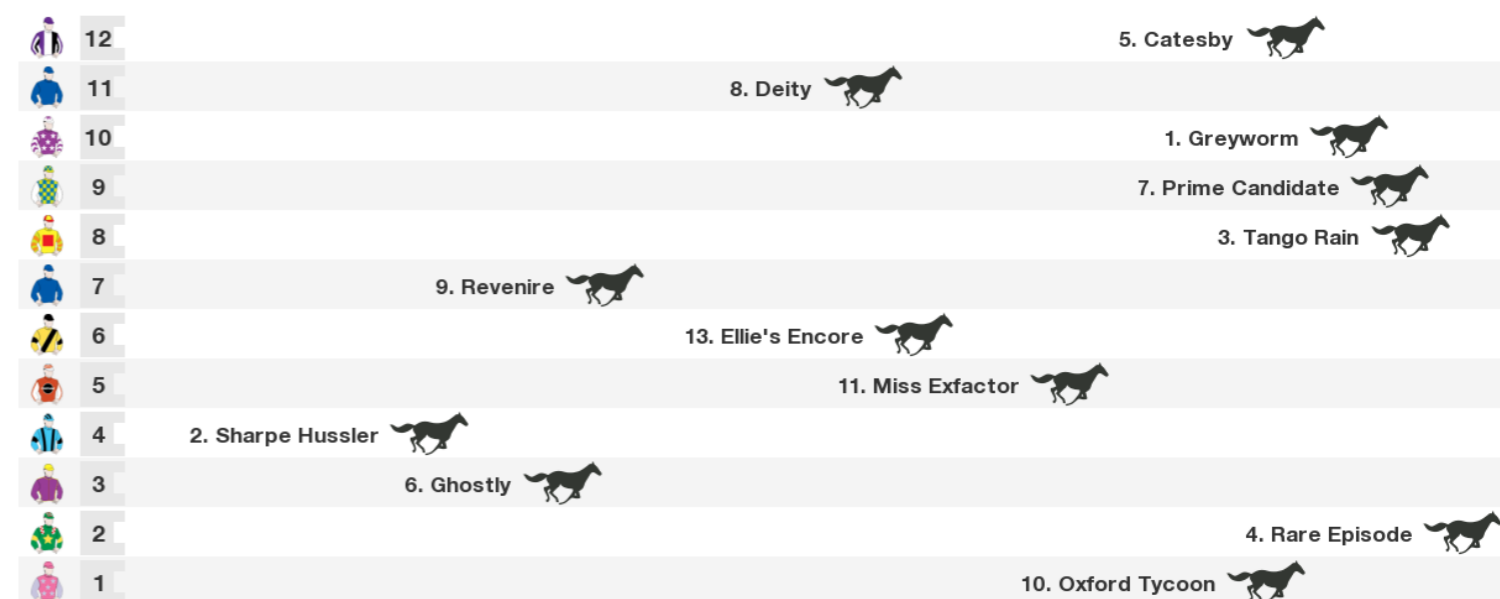 12 5. Catesby
11 8. Deity
10 1. Greyworm
9 7. Prime Candidate
8 3. Tango Rain
7 9. Revenire
6 13. Ellie's Encore
5 11. Miss Exfactor
4 2. Sharpe Hussler
3 6. Ghostly
2 4. Rare Episode
1 10. Oxford Tycoon